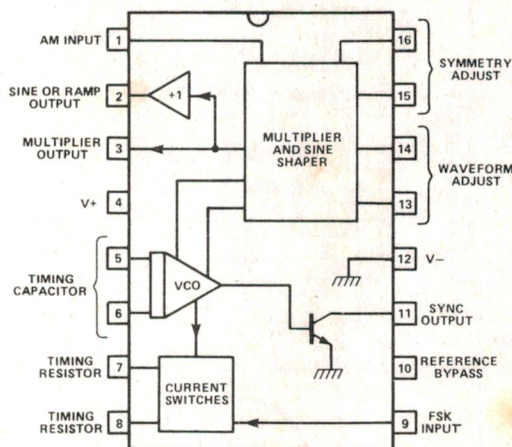 AM INPUT
1
SINE OR RAMP
OUTPUT
2
+1
MULTIPLIER
OUTPUT
3
V+
4
TIMING
CAPACITOR
5
6
VCO
TIMING
RESISTOR
7
TIMING
RESISTOR
8
CURRENT
SWITCHES
MULTIPLIER
AND SINE
SHAPER
16
15
SYMMETRY
ADJUST
14
13
WAVEFORM
ADJUST
12
V–
11
SYNC
OUTPUT
10
REFERENCE
BYPASS
9
FSK
INPUT